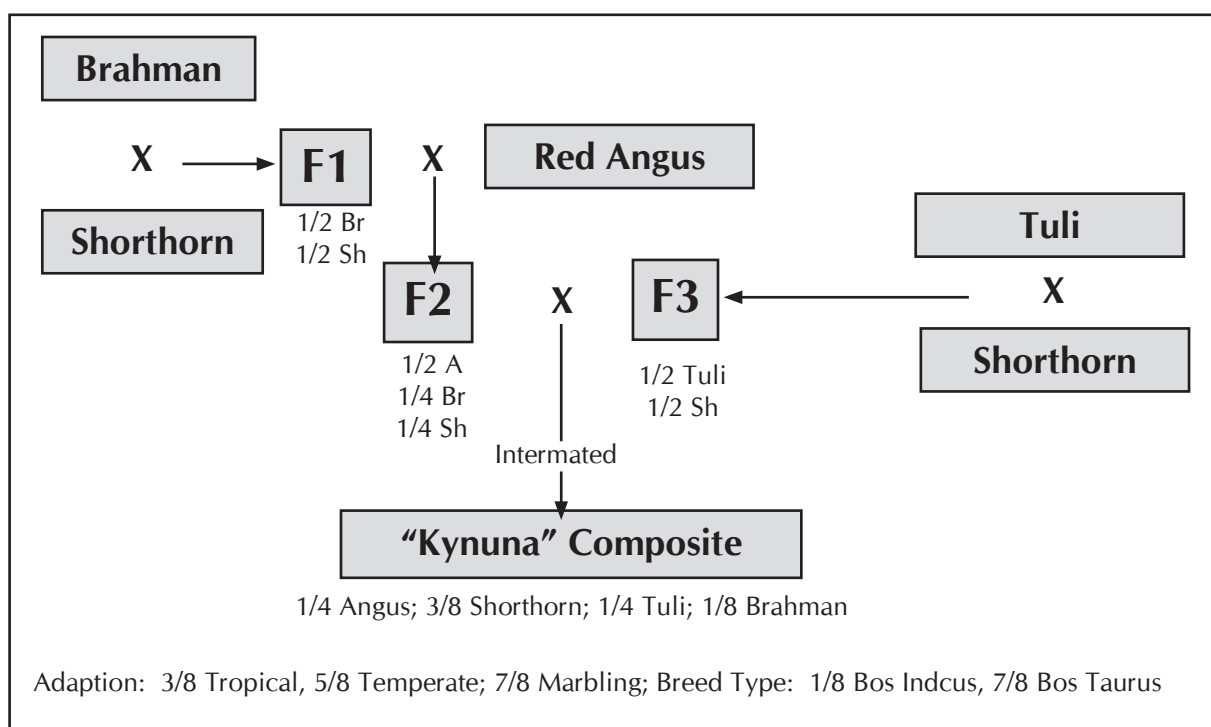 Brahman
X
F1
X
Red Angus
Shorthorn
1/2 Br
1/2 Sh
Tuli
F2
X
F3
X
Shorthorn
1/2 A
1/4 Br
1/4 Sh
1/2 Tuli
1/2 Sh
Intermated
“Kynuna” Composite
1/4 Angus; 3/8 Shorthorn; 1/4 Tuli; 1/8 Brahman
Adaption: 3/8 Tropical, 5/8 Temperate; 7/8 Marbling; Breed Type: 1/8 Bos Indcus, 7/8 Bos Taurus